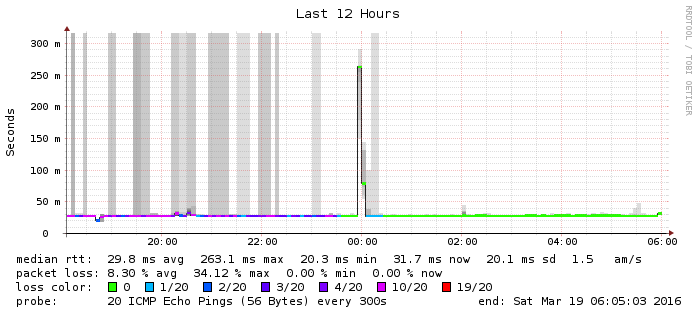 Last 12 Hours
RRDTOOL / TOBI OETIKER
Seconds
300 m
250 m
200 m
150 m
100 m
50 m
0
20:00 22:00 00:00 02:00 04:00 06:00
median rtt: 29.8 ms avg 263.1 ms max 20.3 ms min 31.7 ms now 20.1 ms sd 1.5 am/s
packet loss: 8.30 % avg 34.12 % max 0.00 % min 0.00 % now
loss color: 0 1/20 2/20 3/20 4/20 10/20 19/20
probe: 20 ICMP Echo Pings (56 Bytes) every 300s end: Sat Mar 19 06:05:03 2016